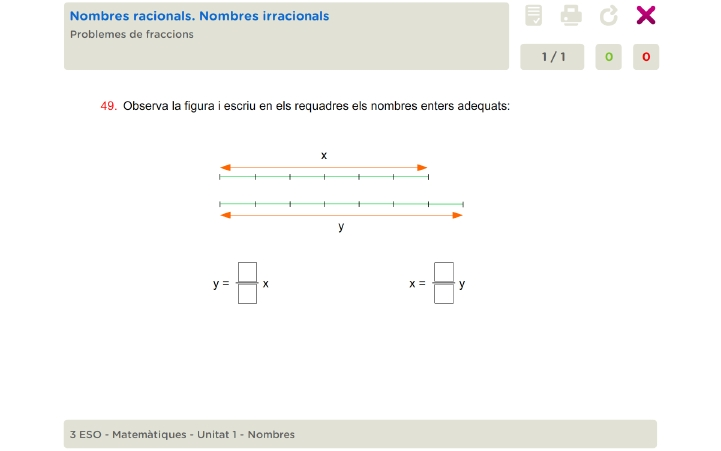 Nombres racionals. Nombres irracionals
Problemes de fraccions
1 / 1
0
0
49. Observa la figura i escriu en els requadres els nombres enters adequats:
x
y
y = x
x = y
3 ESO - Matemàtiques - Unitat 1 - Nombres